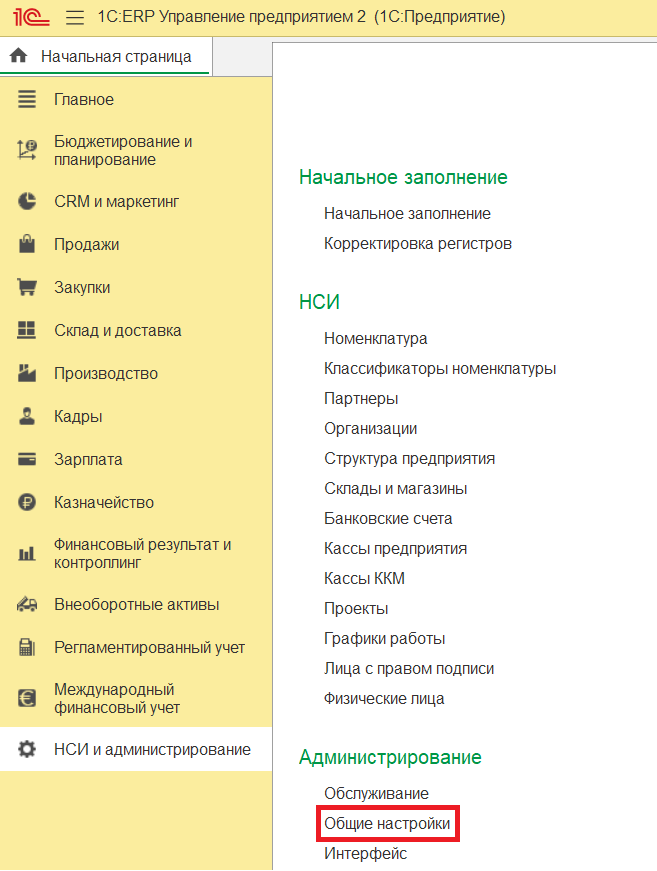 1С:ERP Управление предприятием 2 (1С:Предприятие)
Начальная страница
Главное
Бюджетирование и
планирование
CRM и маркетинг
Продажи
Закупки
Склад и доставка
Производство
Кадры
Зарплата
Казначейство
Финансовый результат и
контроллинг
Внеоборотные активы
Регламентированный учет
Международный
финансовый учет
НСИ и администрирование
Начальное заполнение
Начальное заполнение
Корректировка регистров
НСИ
Номенклатура
Классификаторы номенклатуры
Партнеры
Организации
Структура предприятия
Склады и магазины
Банковские счета
Кассы предприятия
Кассы ККМ
Проекты
Графики работы
Лица с правом подписи
Физические лица
Администрирование
Обслуживание
Общие настройки
Интерфейс